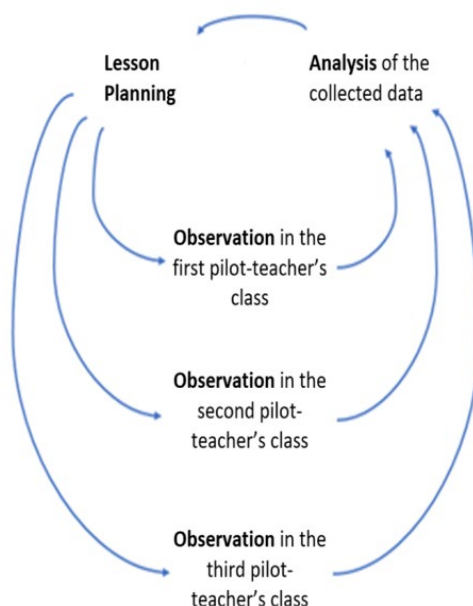 Lesson
Planning
Analysis of the
collected data
Observation in the
first pilot-teacher's
class
Observation in the
second pilot-
teacher's class
Observation in the
third pilot-
teacher's class